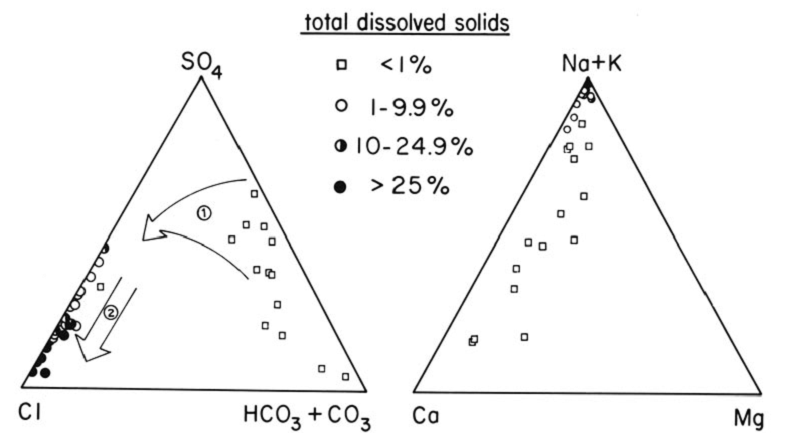 total dissolved solids
<1%
1-9.9%
10-24.9%
>25%
SO4
①
②
Cl
HCO3+CO3
Na+K
Ca
Mg